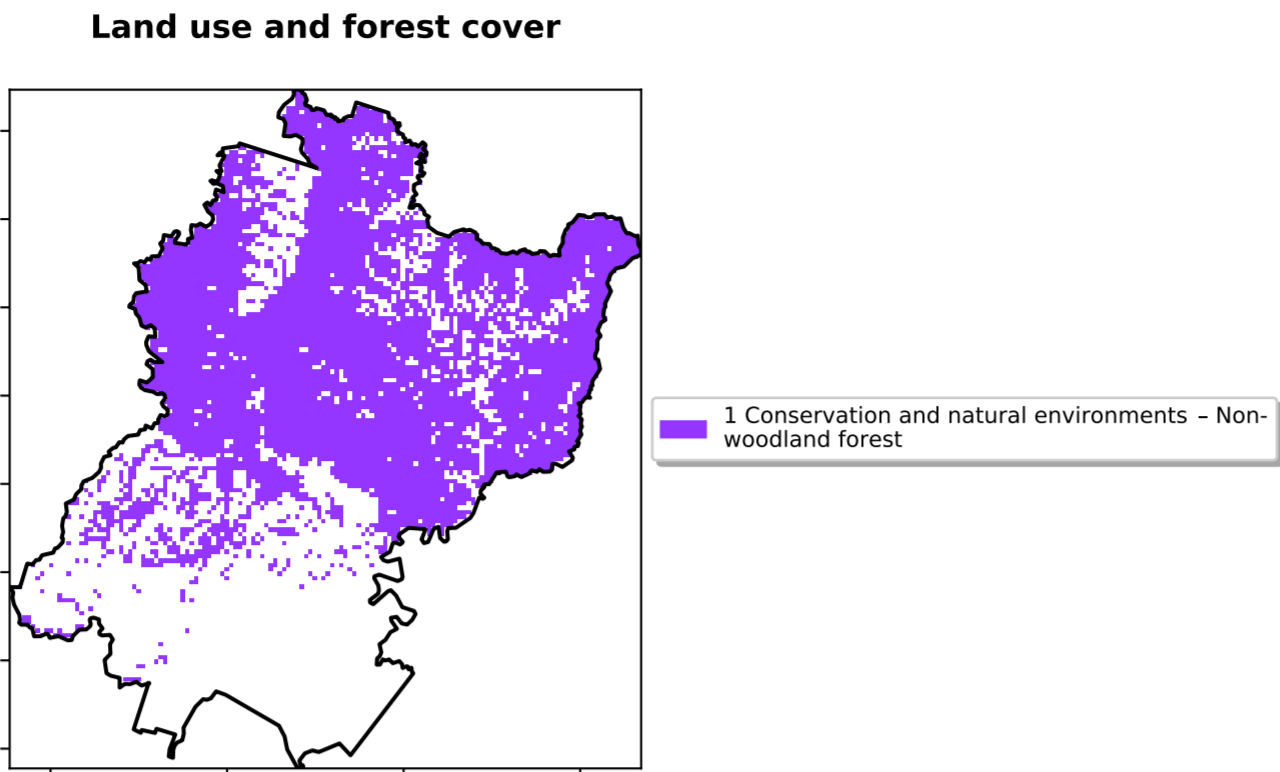 Land use and forest cover
1 Conservation and natural environments – Non-
woodland forest